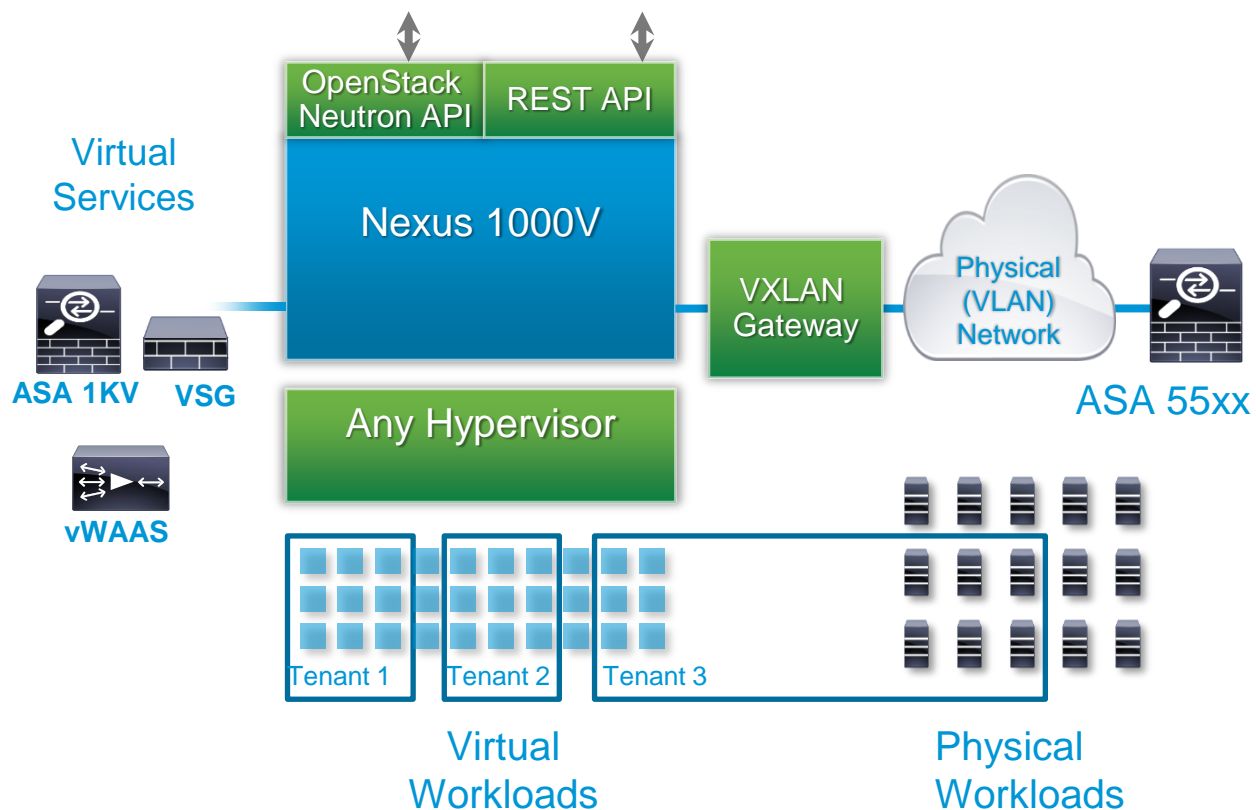 OpenStack
Neutron API
REST API
Virtual
Services
Nexus 1000V
VXLAN
Gateway
Physical
(VLAN)
Network
ASA 1KV
VSG
ASA 55xx
Any Hypervisor
vWAAS
Tenant 1
Tenant 2
Tenant 3
Virtual
Workloads
Physical
Workloads